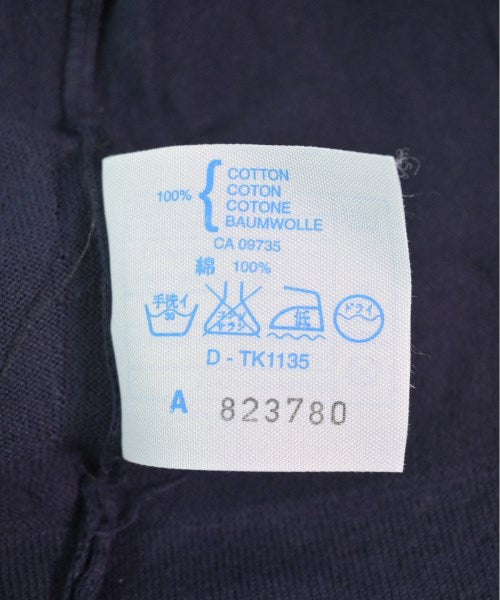 100%
COTTON
COTON
COTONE
BAUMWOLLE
CA 09735
綿 100%
手洗イ 30 エンソ サラシ 低 ドライ
D - TK1135
A 823780